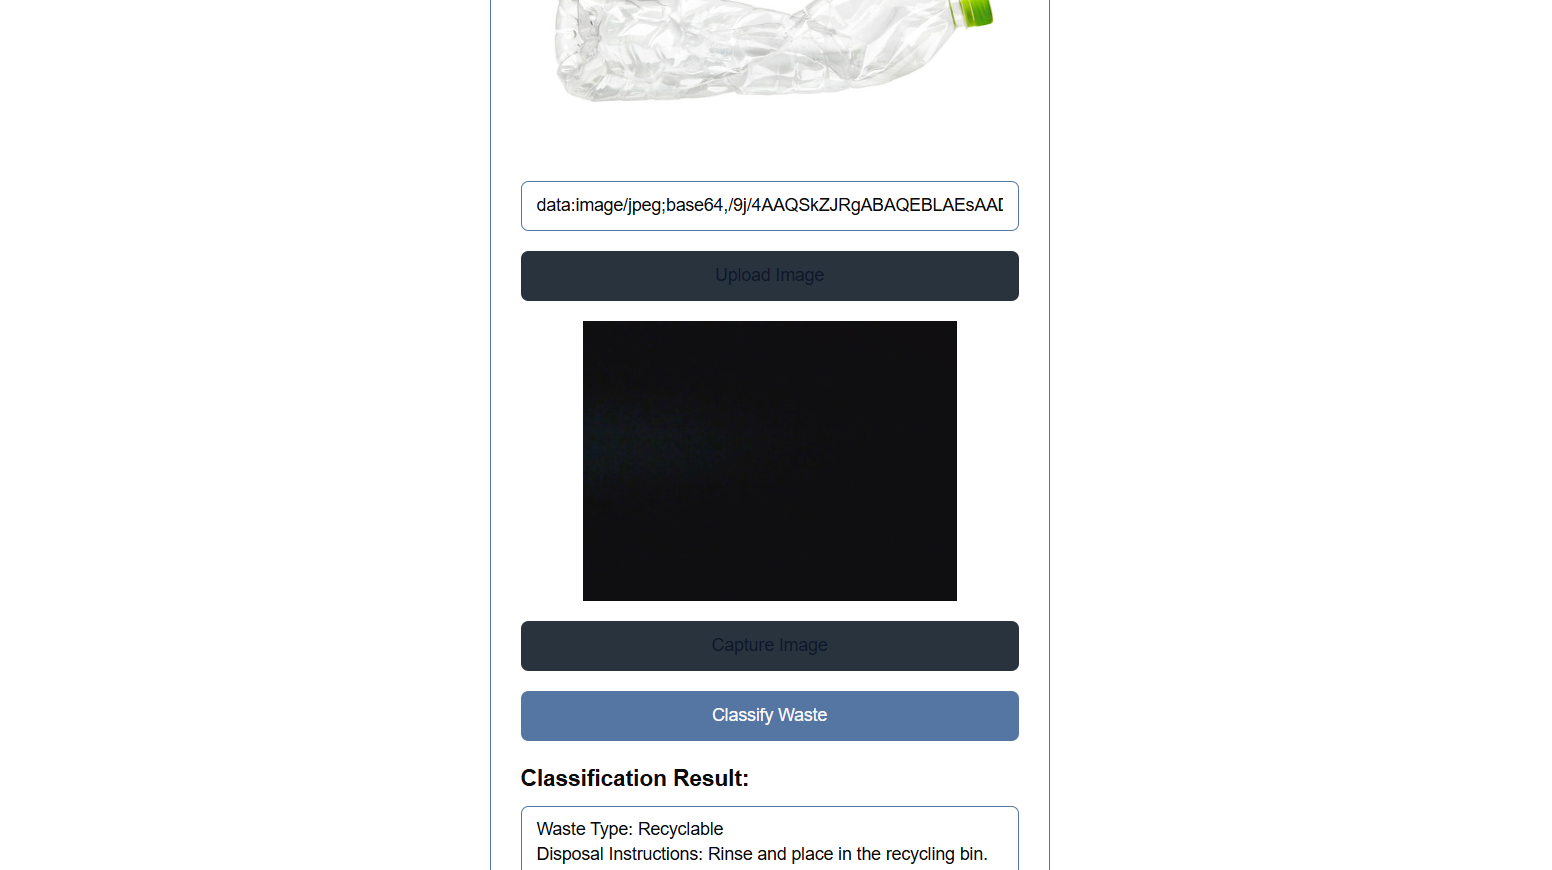 data:image/jpeg;base64,/9j/4AAQSkZJRgABAQEBLAEsAAD
Upload Image
Capture Image
Classify Waste
Classification Result:
Waste Type: Recyclable
Disposal Instructions: Rinse and place in the recycling bin.